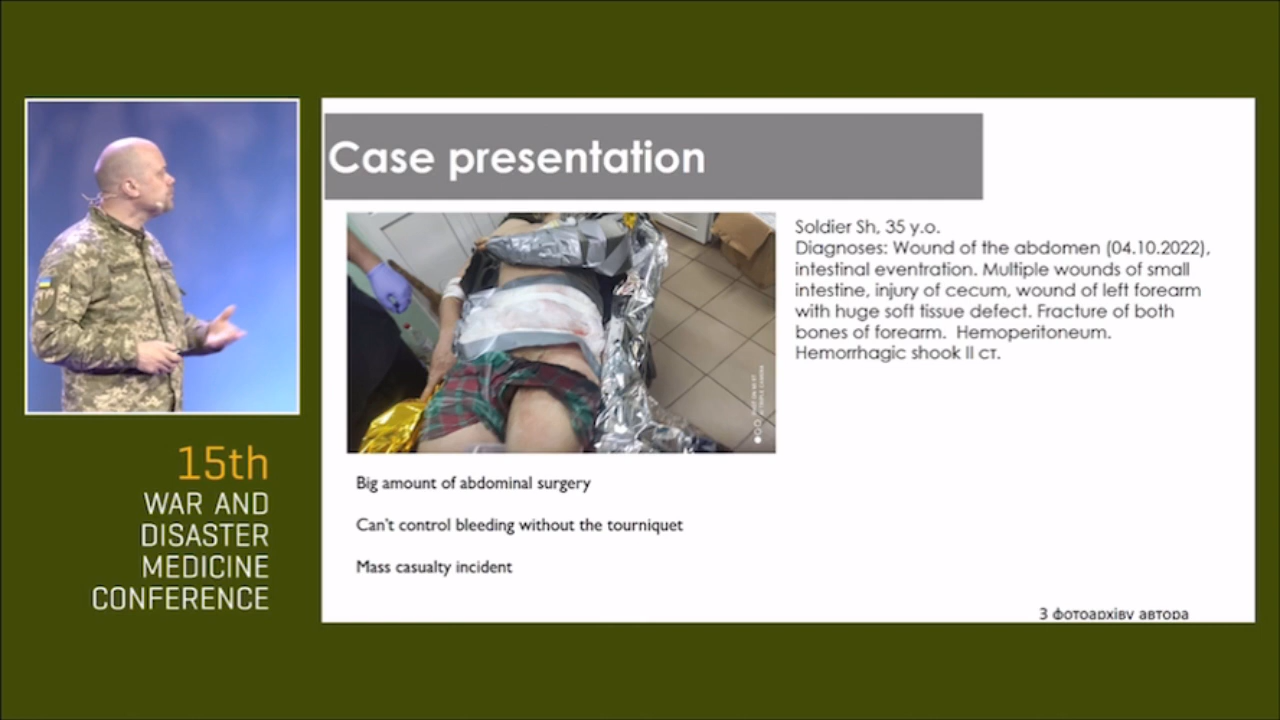 Case presentation
Soldier Sh, 35 y.o.
Diagnoses: Wound of the abdomen (04.10.2022),
intestinal eventration. Multiple wounds of small
intestine, injury of cecum, wound of left forearm
with huge soft tissue defect. Fracture of both
bones of forearm. Hemoperitoneum.
Hemorrhagic shook II ст.
Big amount of abdominal surgery
Can't control bleeding without the tourniquet
Mass casualty incident
З фотоархіву автора
15th
WAR AND
DISASTER
MEDICINE
CONFERENCE